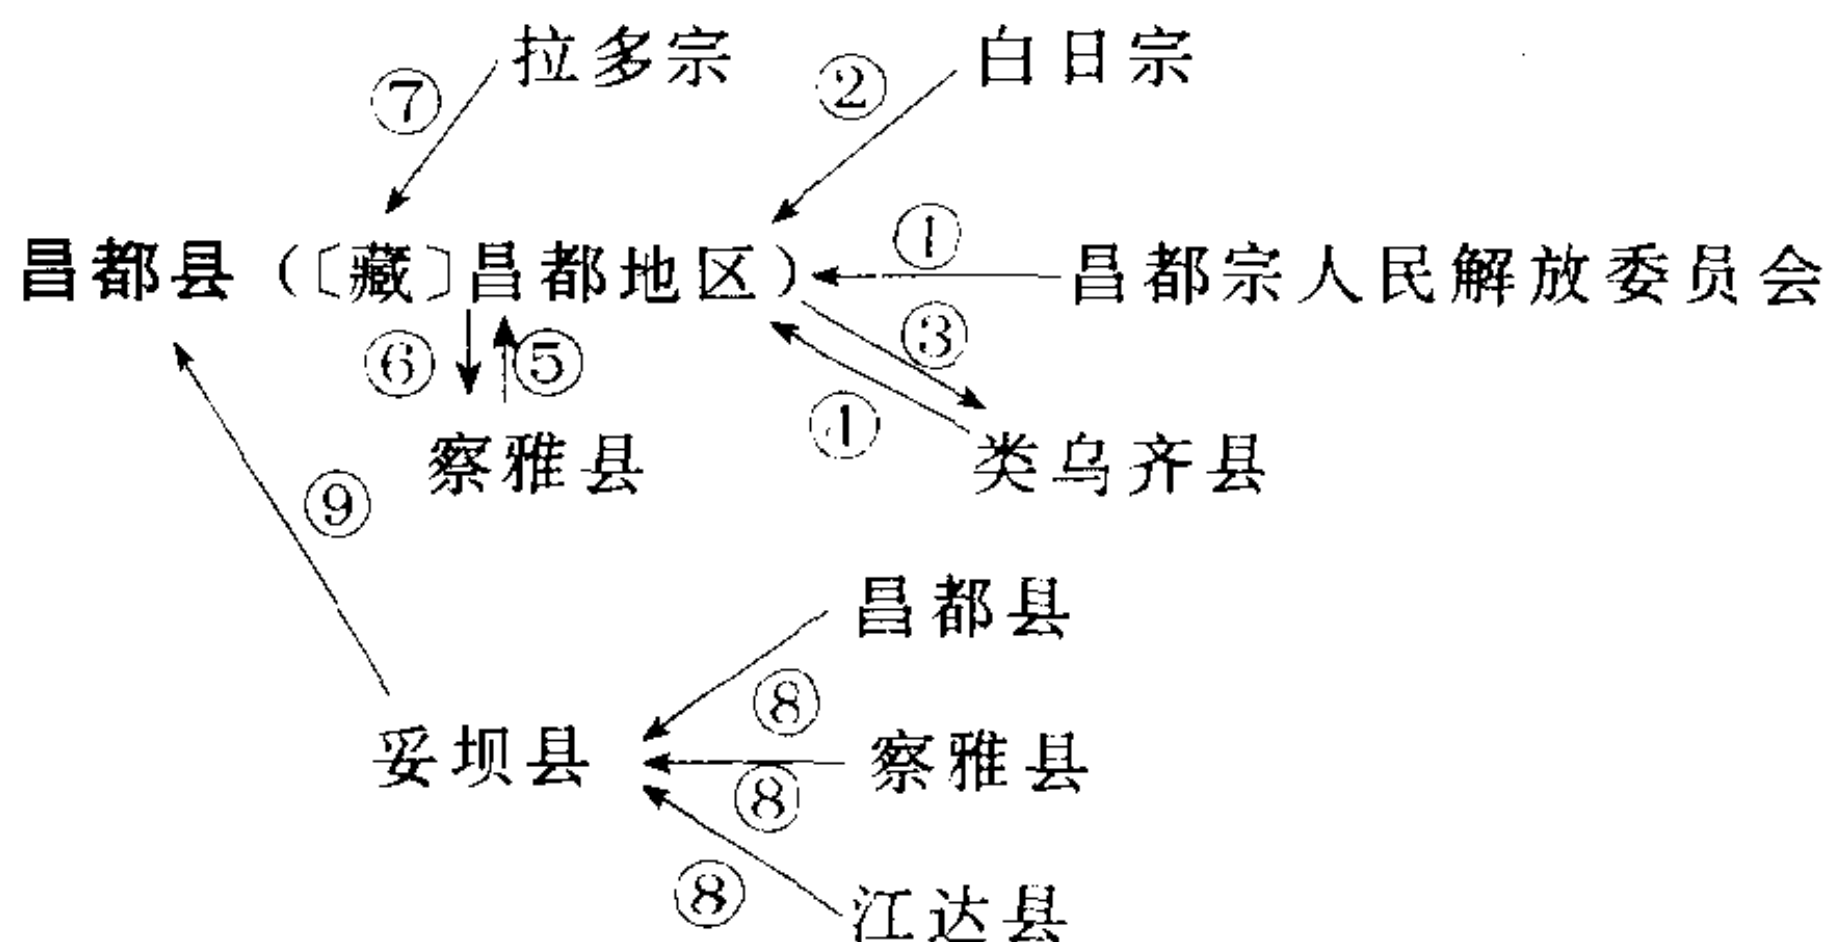 拉多宗 ② 白日宗
⑦
①
昌都县（〔藏〕昌都地区） 昌都宗人民解放委员会
⑥ ⑤ ③
察雅县 类乌齐县
⑨
昌都县
⑧
妥坝县 察雅县
⑧
⑧ 江达县